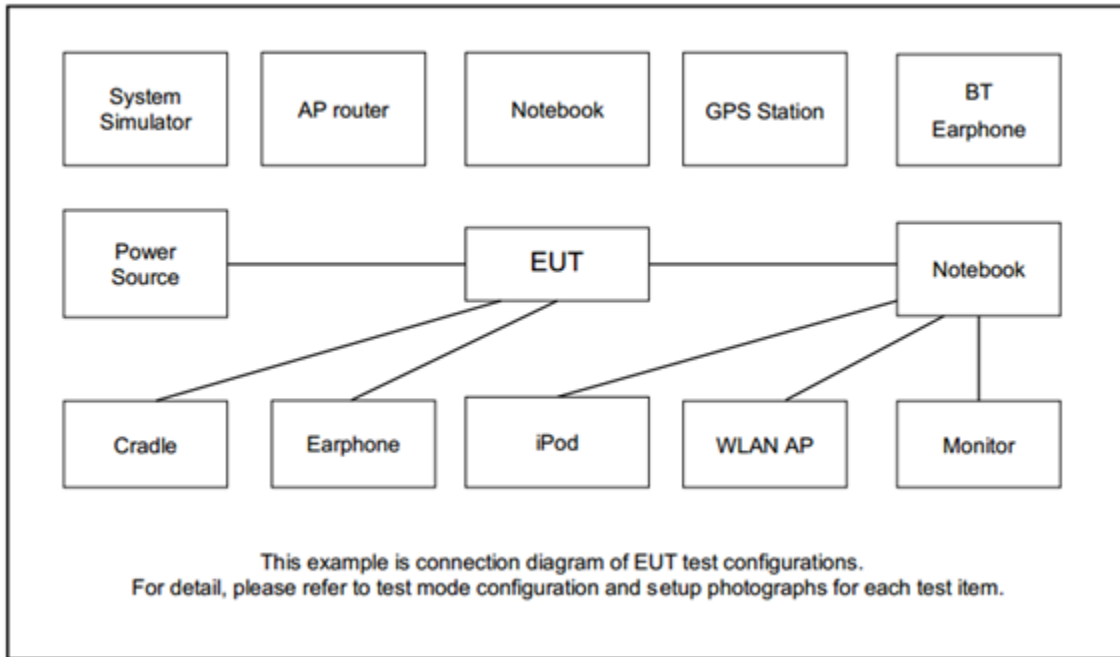 System
Simulator
AP router
Notebook
GPS Station
BT
Earphone
Power
Source
EUT
Notebook
Cradle
Earphone
iPod
WLAN AP
Monitor
This example is connection diagram of EUT test configurations.
For detail, please refer to test mode configuration and setup photographs for each test item.